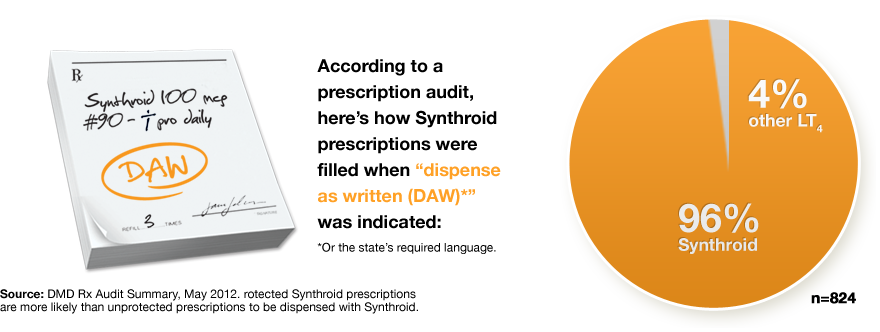 Rx
Synthroid 100 mcg
#90 - i pro daily
DAW
REFILL 3 TIMES
According to a
prescription audit,
here's how Synthroid
prescriptions were
filled when “dispense
as written (DAW)*”
was indicated:
*Or the state's required language.
4%
other LT4
96%
Synthroid
n=824
Source: DMD Rx Audit Summary, May 2012. rotected Synthroid prescriptions
are more likely than unprotected prescriptions to be dispensed with Synthroid.